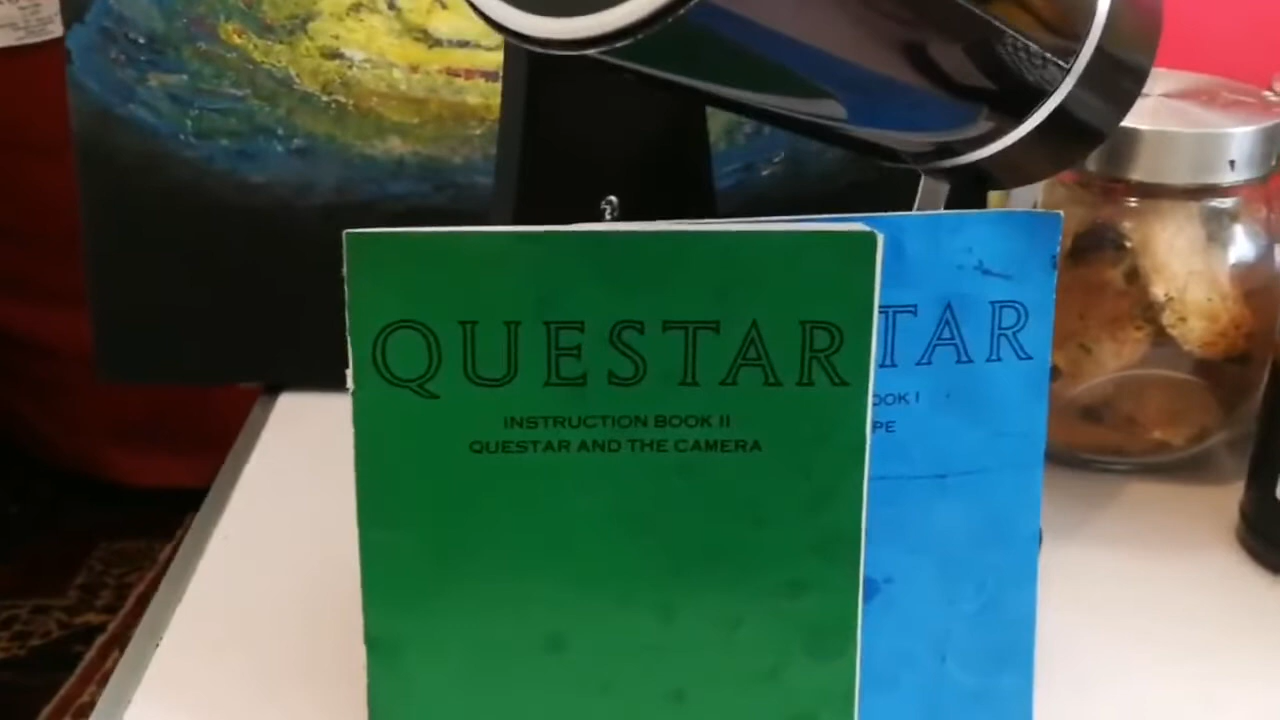 QUESTAR
INSTRUCTION BOOK II
QUESTAR AND THE CAMERA
TAR
OOK I
PE